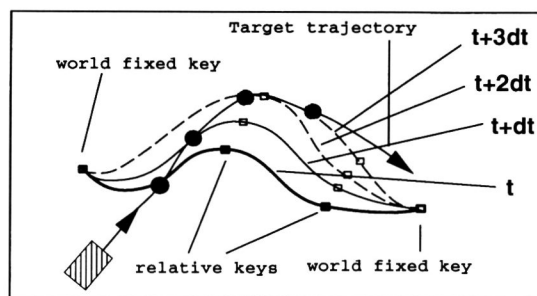 Target trajectory
t+3dt
world fixed key
t+2dt
t+dt
t
relative keys
world fixed key